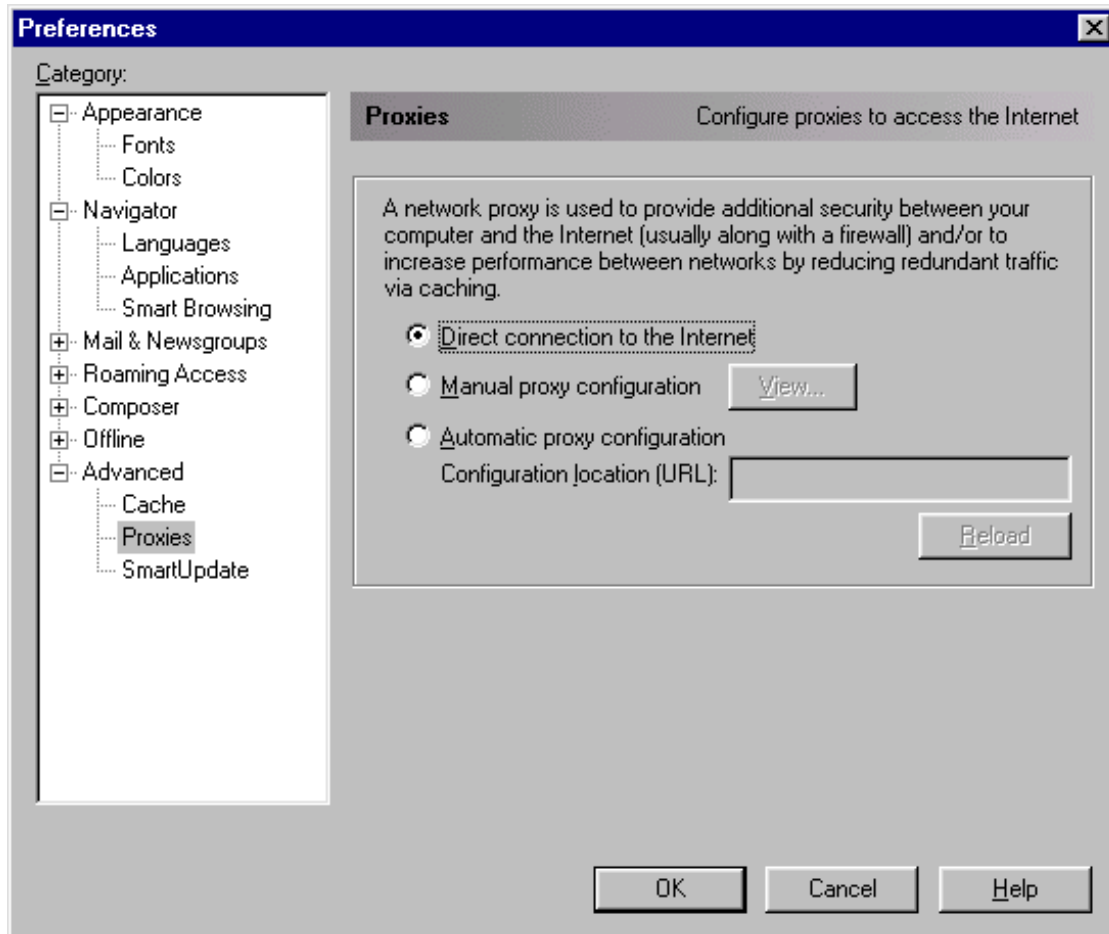 Preferences
Category:
Appearance
Fonts
Colors
Navigator
Languages
Applications
Smart Browsing
Mail & Newsgroups
Roaming Access
Composer
Offline
Advanced
Cache
Proxies
SmartUpdate
Proxies Configure proxies to access the Internet
A network proxy is used to provide additional security between your
computer and the Internet (usually along with a firewall) and/or to
increase performance between networks by reducing redundant traffic
via caching.
Direct connection to the Internet
Manual proxy configuration View...
Automatic proxy configuration
Configuration location (URL):
Reload
OK Cancel Help